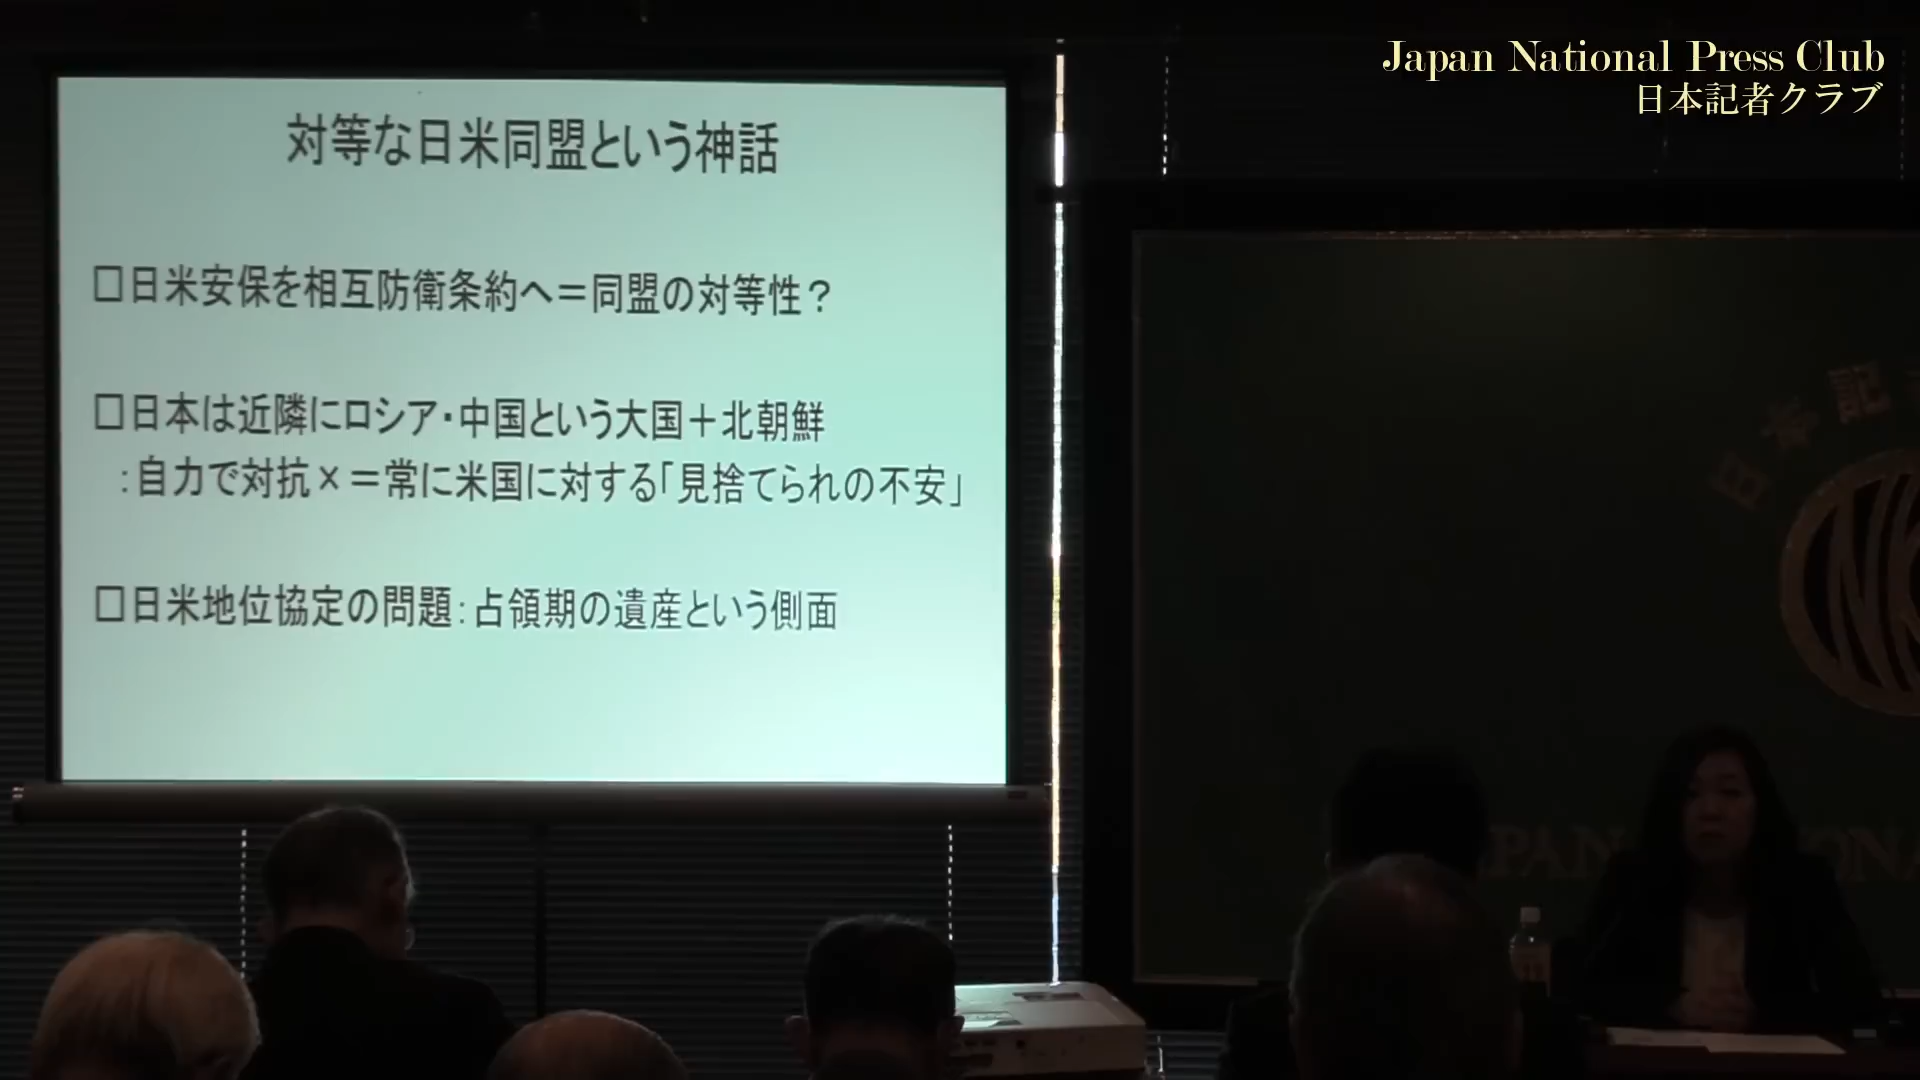 Japan National Press Club
日本記者クラブ
対等な日米同盟という神話
□日米安保を相互防衛条約へ＝同盟の対等性？
□日本は近隣にロシア・中国という大国＋北朝鮮
：自力で対抗×＝常に米国に対する「見捨てられの不安」
□日米地位協定の問題：占領期の遺産という側面
日本記